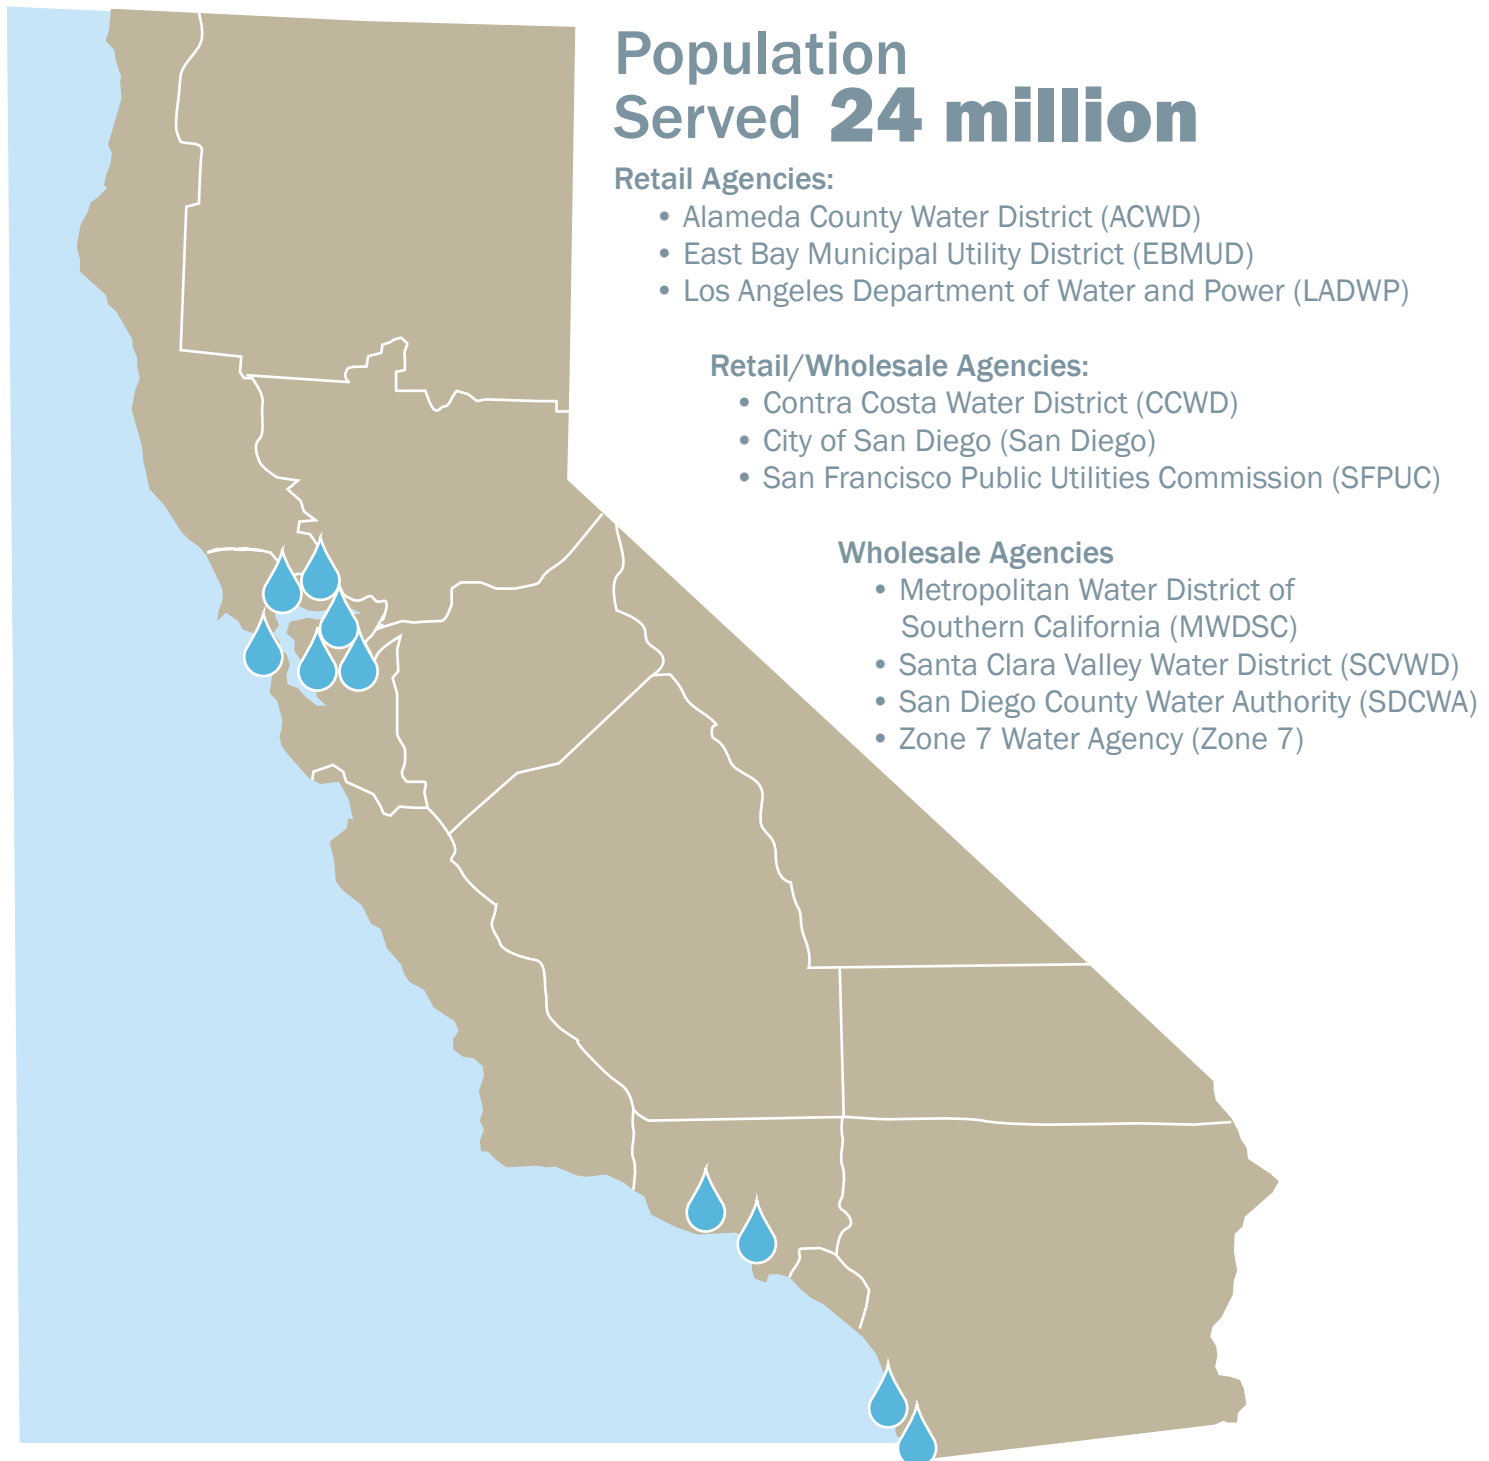 Population
Served 24 million
Retail Agencies:
• Alameda County Water District (ACWD)
• East Bay Municipal Utility District (EBMUD)
• Los Angeles Department of Water and Power (LADWP)
Retail/Wholesale Agencies:
• Contra Costa Water District (CCWD)
• City of San Diego (San Diego)
• San Francisco Public Utilities Commission (SFPUC)
Wholesale Agencies
• Metropolitan Water District of
Southern California (MWDSC)
• Santa Clara Valley Water District (SCVWD)
• San Diego County Water Authority (SDCWA)
• Zone 7 Water Agency (Zone 7)